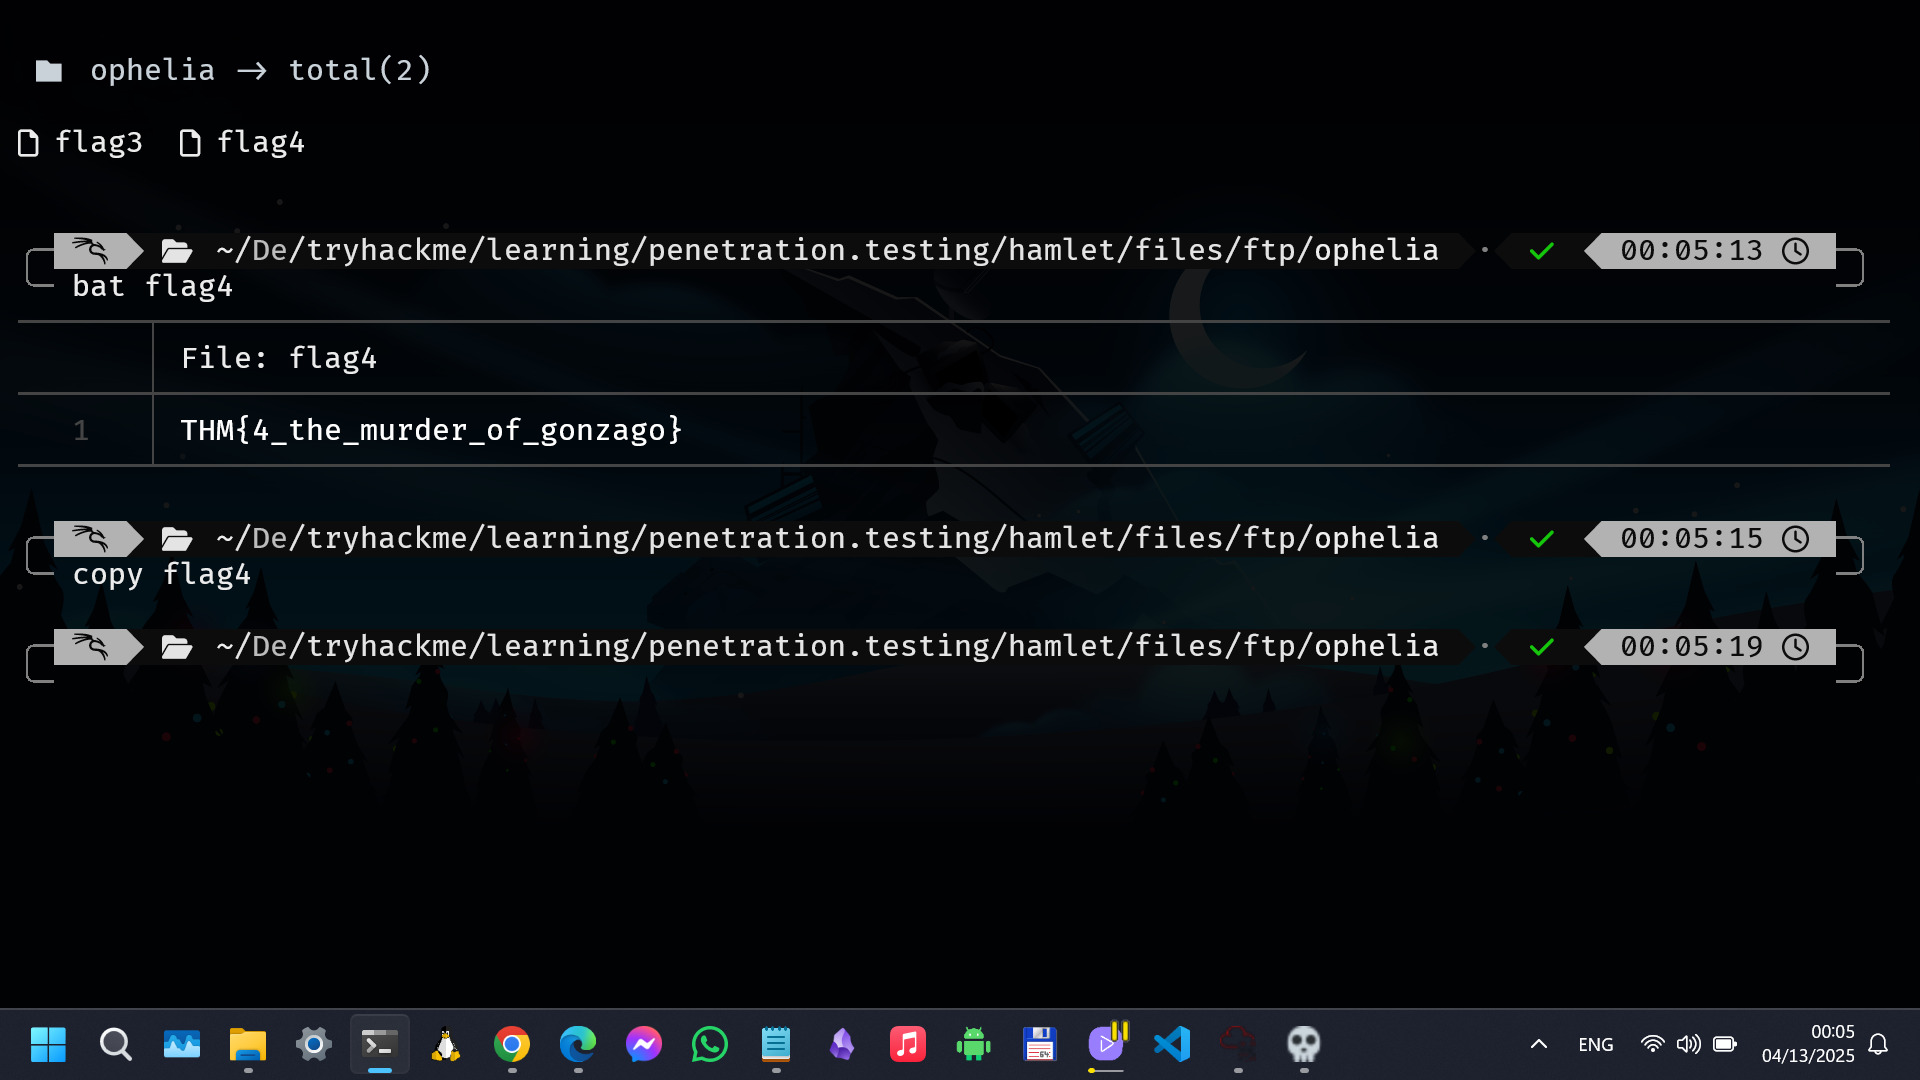 ophelia → total(2)
flag3 flag4
~/De/tryhackme/learning/penetration.testing/hamlet/files/ftp/ophelia 00:05:13
bat flag4
File: flag4
1 THM{4_the_murder_of_gonzago}
~/De/tryhackme/learning/penetration.testing/hamlet/files/ftp/ophelia 00:05:15
copy flag4
~/De/tryhackme/learning/penetration.testing/hamlet/files/ftp/ophelia 00:05:19
64
ENG
00:05
04/13/2025